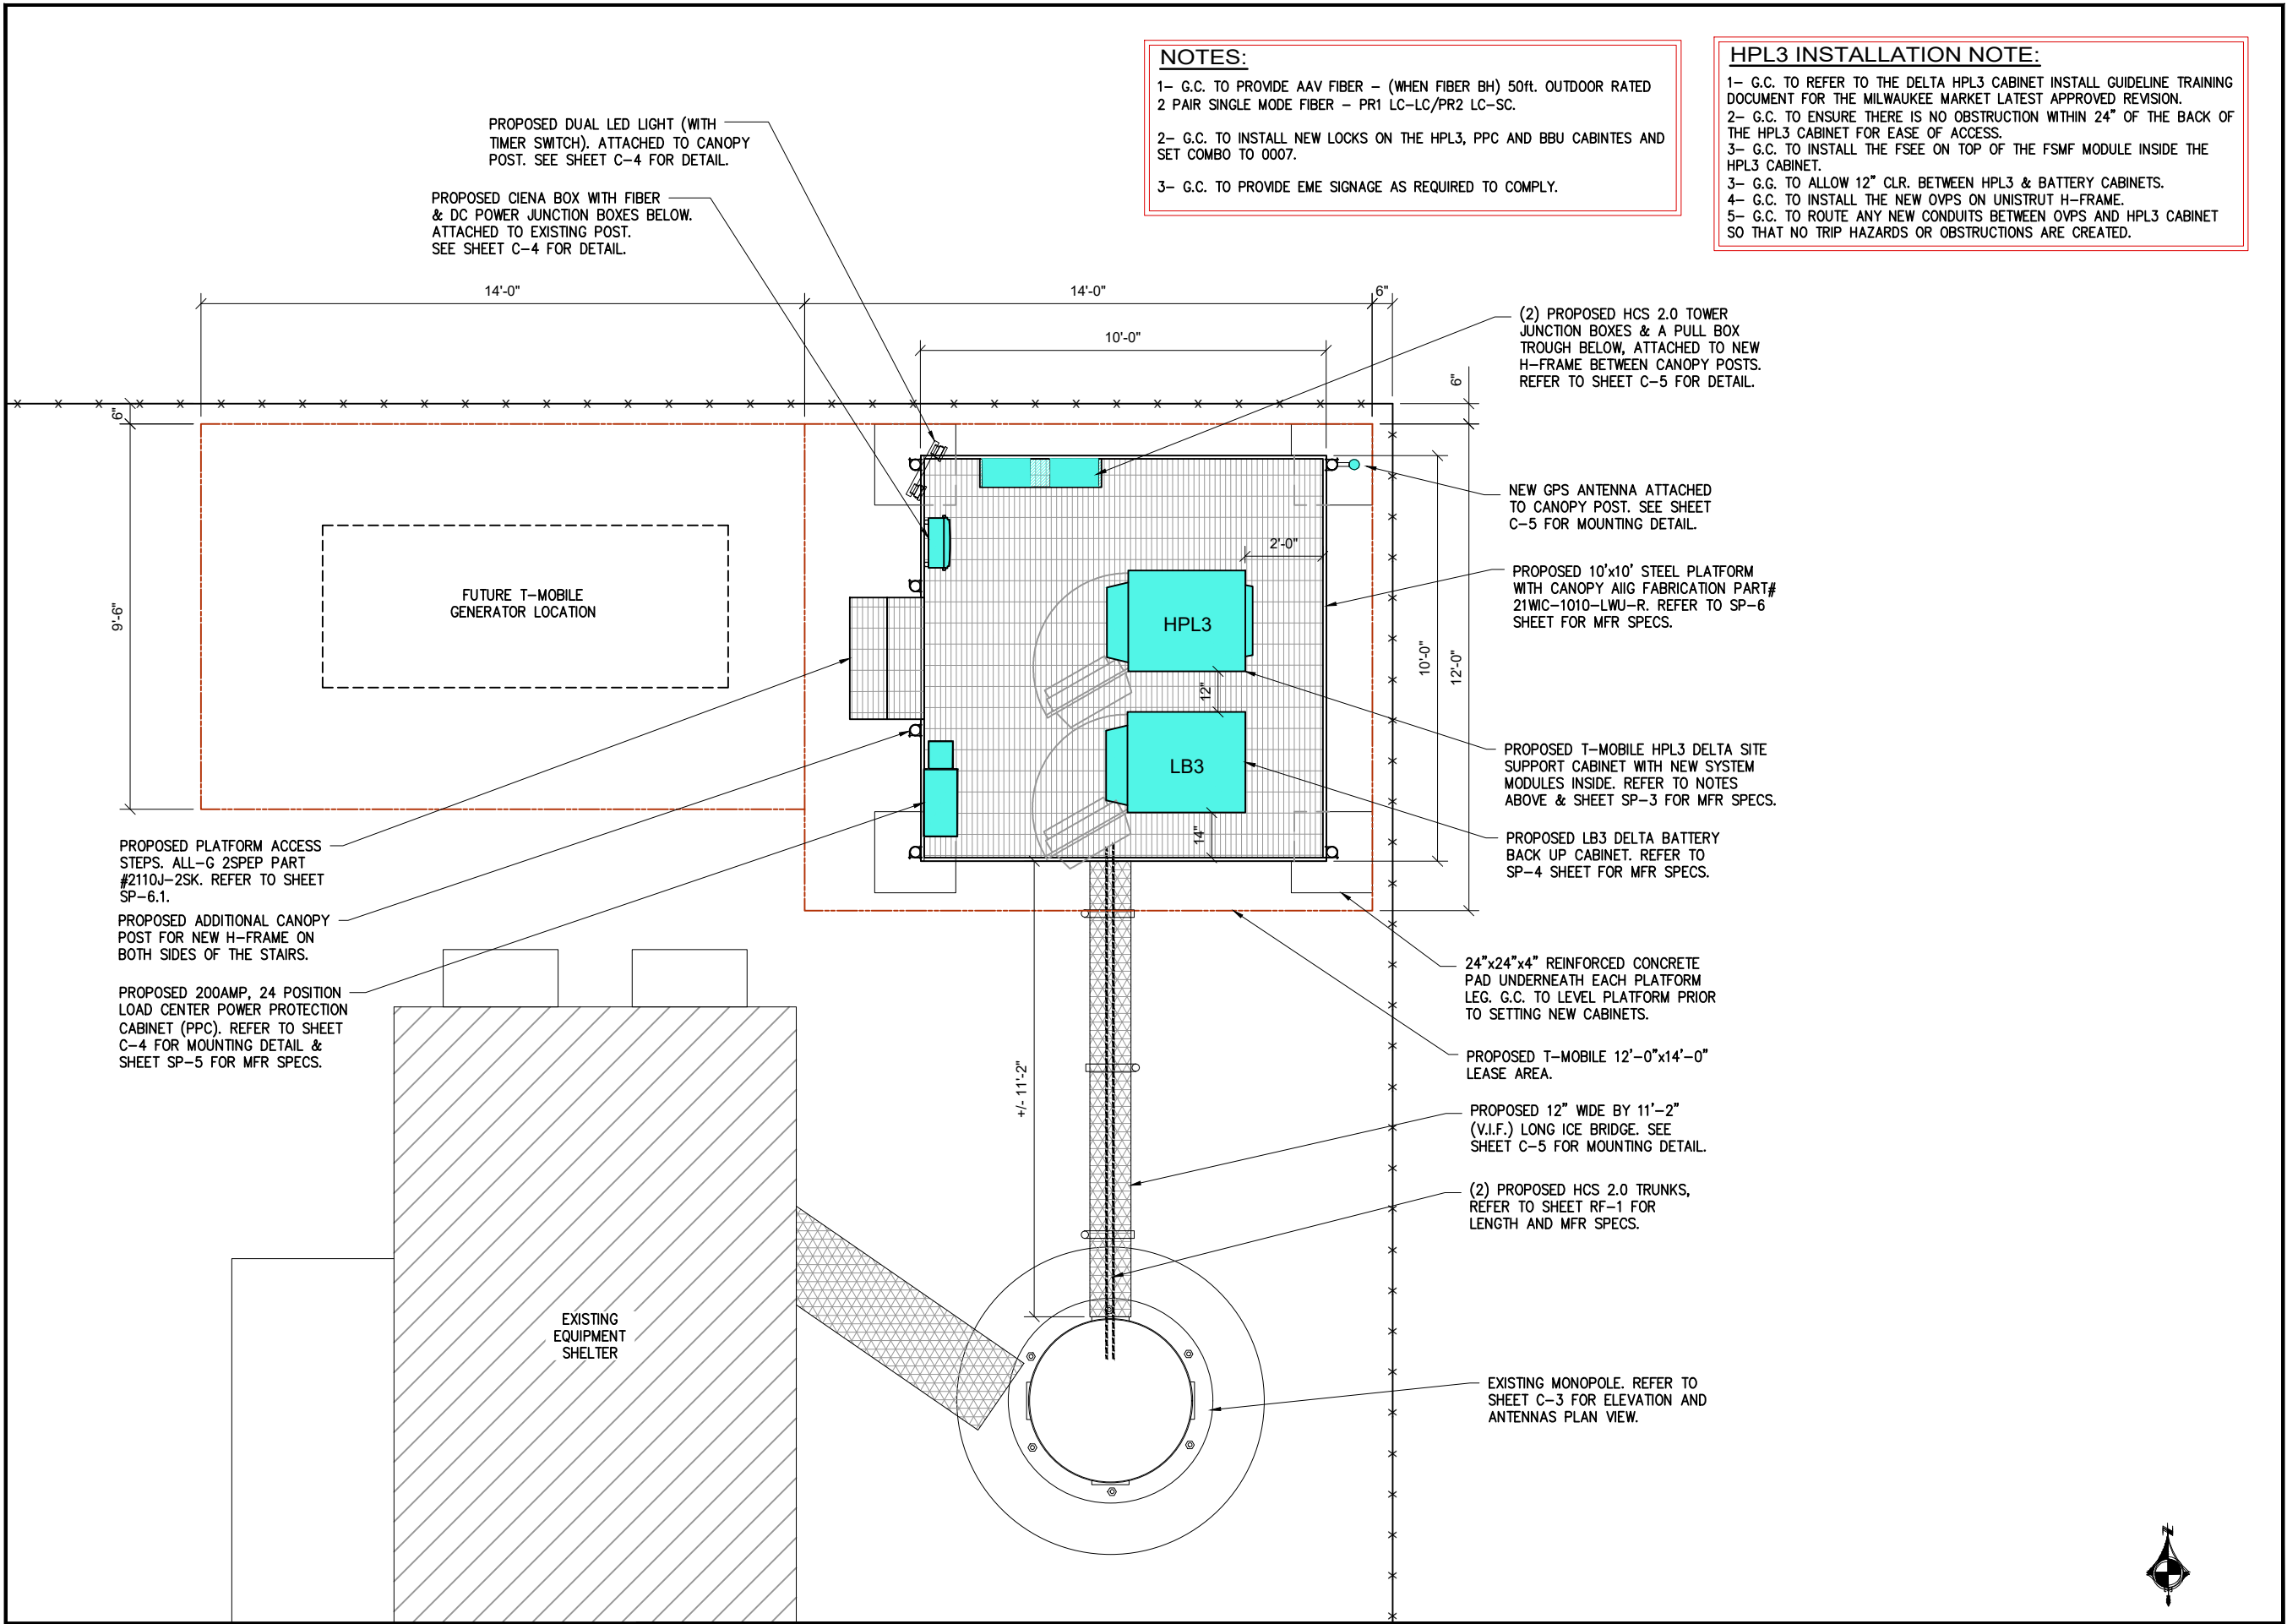 NOTES:
1- G.C. TO PROVIDE AAV FIBER - (WHEN FIBER BH) 50ft. OUTDOOR RATED
2 PAIR SINGLE MODE FIBER - PR1 LC-LC/PR2 LC-SC.
2- G.C. TO INSTALL NEW LOCKS ON THE HPL3, PPC AND BBU CABINTES AND
SET COMBO TO 0007.
3- G.C. TO PROVIDE EME SIGNAGE AS REQUIRED TO COMPLY.
HPL3 INSTALLATION NOTE:
1- G.C. TO REFER TO THE DELTA HPL3 CABINET INSTALL GUIDELINE TRAINING
DOCUMENT FOR THE MILWAUKEE MARKET LATEST APPROVED REVISION.
2- G.C. TO ENSURE THERE IS NO OBSTRUCTION WITHIN 24" OF THE BACK OF
THE HPL3 CABINET FOR EASE OF ACCESS.
3- G.C. TO INSTALL THE FSEE ON TOP OF THE FSMF MODULE INSIDE THE
HPL3 CABINET.
3- G.G. TO ALLOW 12" CLR. BETWEEN HPL3 & BATTERY CABINETS.
4- G.C. TO INSTALL THE NEW OVPS ON UNISTRUT H-FRAME.
5- G.C. TO ROUTE ANY NEW CONDUITS BETWEEN OVPS AND HPL3 CABINET
SO THAT NO TRIP HAZARDS OR OBSTRUCTIONS ARE CREATED.
PROPOSED DUAL LED LIGHT (WITH
TIMER SWITCH). ATTACHED TO CANOPY
POST. SEE SHEET C-4 FOR DETAIL.
PROPOSED CIENA BOX WITH FIBER
& DC POWER JUNCTION BOXES BELOW.
ATTACHED TO EXISTING POST.
SEE SHEET C-4 FOR DETAIL.
14'-0"
14'-0"
6"
10'-0"
(2) PROPOSED HCS 2.0 TOWER
JUNCTION BOXES & A PULL BOX
TROUGH BELOW, ATTACHED TO NEW
H-FRAME BETWEEN CANOPY POSTS.
REFER TO SHEET C-5 FOR DETAIL.
6"
6"
NEW GPS ANTENNA ATTACHED
TO CANOPY POST. SEE SHEET
C-5 FOR MOUNTING DETAIL.
2'-0"
PROPOSED 10'x10' STEEL PLATFORM
WITH CANOPY AIIG FABRICATION PART#
21WIC-1010-LWU-R. REFER TO SP-6
SHEET FOR MFR SPECS.
FUTURE T-MOBILE
GENERATOR LOCATION
9'-6"
HPL3
12"
10'-0"
12'-0"
PROPOSED T-MOBILE HPL3 DELTA SITE
SUPPORT CABINET WITH NEW SYSTEM
MODULES INSIDE. REFER TO NOTES
ABOVE & SHEET SP-3 FOR MFR SPECS.
LB3
14"
PROPOSED LB3 DELTA BATTERY
BACK UP CABINET. REFER TO
SP-4 SHEET FOR MFR SPECS.
PROPOSED PLATFORM ACCESS
STEPS. ALL-G 2SPEP PART
#2110J-2SK. REFER TO SHEET
SP-6.1.
PROPOSED ADDITIONAL CANOPY
POST FOR NEW H-FRAME ON
BOTH SIDES OF THE STAIRS.
PROPOSED 200AMP, 24 POSITION
LOAD CENTER POWER PROTECTION
CABINET (PPC). REFER TO SHEET
C-4 FOR MOUNTING DETAIL &
SHEET SP-5 FOR MFR SPECS.
24"x24"x4" REINFORCED CONCRETE
PAD UNDERNEATH EACH PLATFORM
LEG. G.C. TO LEVEL PLATFORM PRIOR
TO SETTING NEW CABINETS.
PROPOSED T-MOBILE 12'-0"x14'-0"
LEASE AREA.
+/- 11'-2"
PROPOSED 12" WIDE BY 11'-2"
(V.I.F.) LONG ICE BRIDGE. SEE
SHEET C-5 FOR MOUNTING DETAIL.
(2) PROPOSED HCS 2.0 TRUNKS,
REFER TO SHEET RF-1 FOR
LENGTH AND MFR SPECS.
EXISTING
EQUIPMENT
SHELTER
EXISTING MONOPOLE. REFER TO
SHEET C-3 FOR ELEVATION AND
ANTENNAS PLAN VIEW.
N